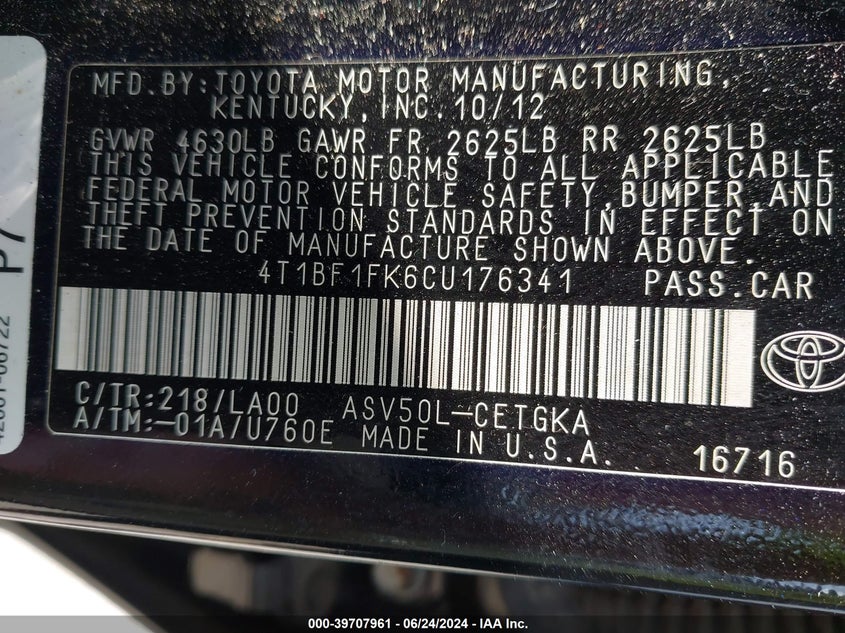 MFD. BY: TOYOTA MOTOR MANUFACTURING,
KENTUCKY, INC. 10/12
GVWR 4630LB GAWR FR 2625LB RR 2625LB
THIS VEHICLE CONFORMS TO ALL APPLICABLE
FEDERAL MOTOR VEHICLE SAFETY, BUMPER, AND
THEFT PREVENTION STANDARDS IN EFFECT ON
THE DATE OF MANUFACTURE SHOWN ABOVE.
4T1BF1FK6CU176341 PASS. CAR
C/TR: 218/LA00 ASV50L-CETGKA
A/TM: -01A/U760E MADE IN U.S.A. 16716
P7
000-39707961 - 06/24/2024 - IAA Inc.